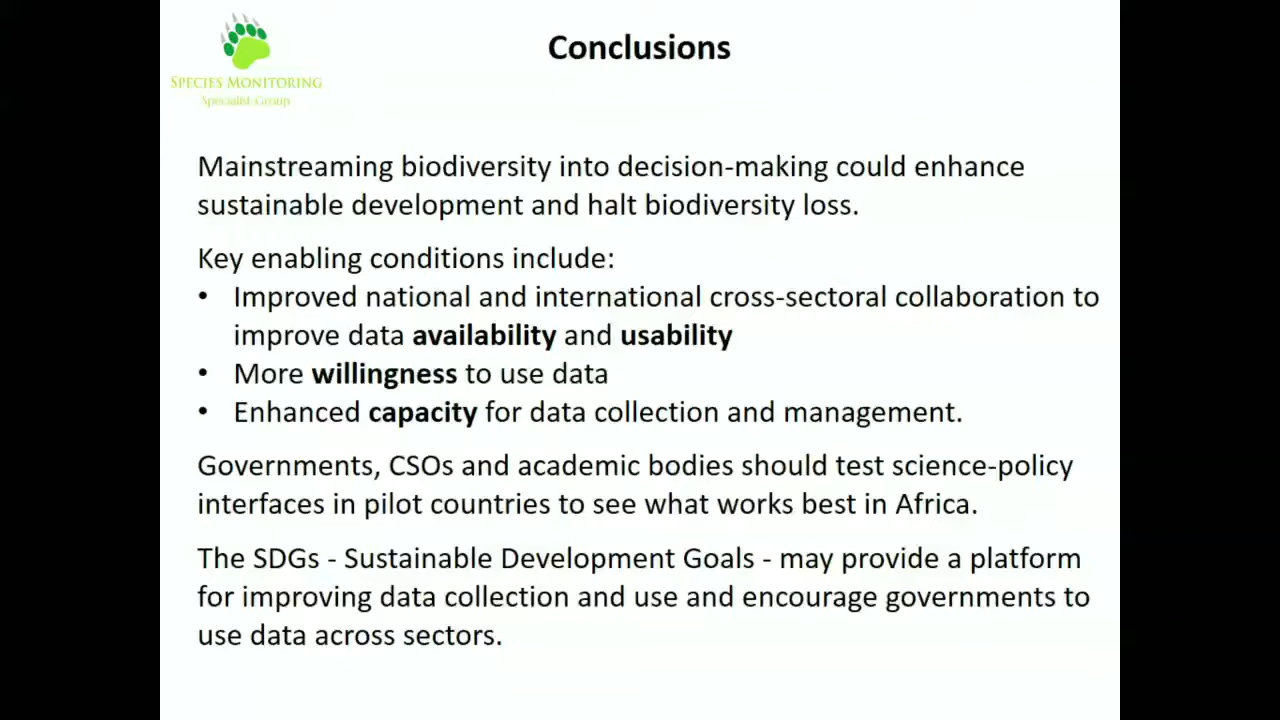 Conclusions
SPECIES MONITORING
Specialist Group
Mainstreaming biodiversity into decision-making could enhance
sustainable development and halt biodiversity loss.
Key enabling conditions include:
• Improved national and international cross-sectoral collaboration to
improve data availability and usability
• More willingness to use data
• Enhanced capacity for data collection and management.
Governments, CSOs and academic bodies should test science-policy
interfaces in pilot countries to see what works best in Africa.
The SDGs - Sustainable Development Goals - may provide a platform
for improving data collection and use and encourage governments to
use data across sectors.